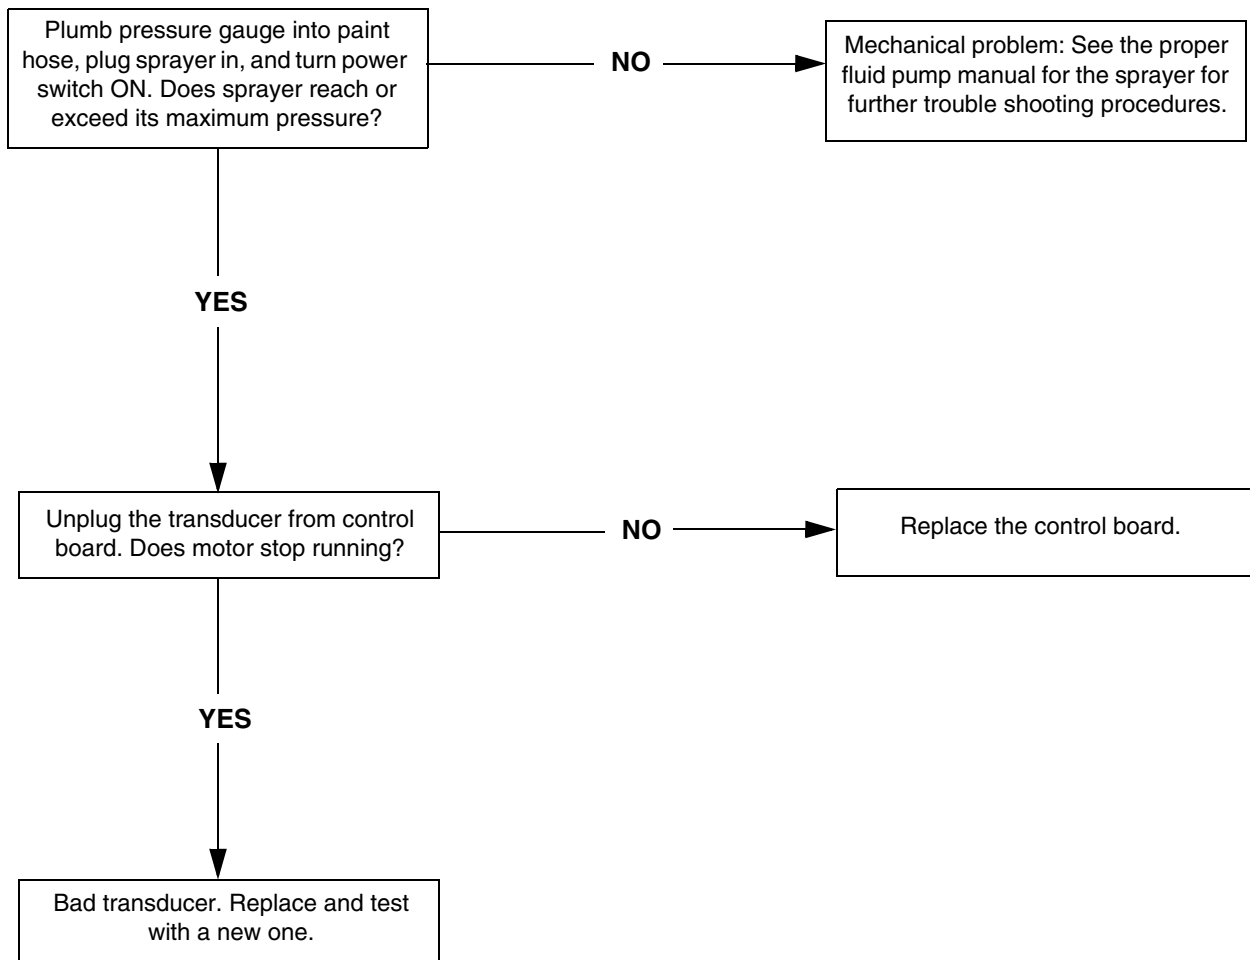 Plumb pressure gauge into paint
hose, plug sprayer in, and turn power
switch ON. Does sprayer reach or
exceed its maximum pressure?
NO
Mechanical problem: See the proper
fluid pump manual for the sprayer for
further trouble shooting procedures.
YES
Unplug the transducer from control
board. Does motor stop running?
NO
Replace the control board.
YES
Bad transducer. Replace and test
with a new one.